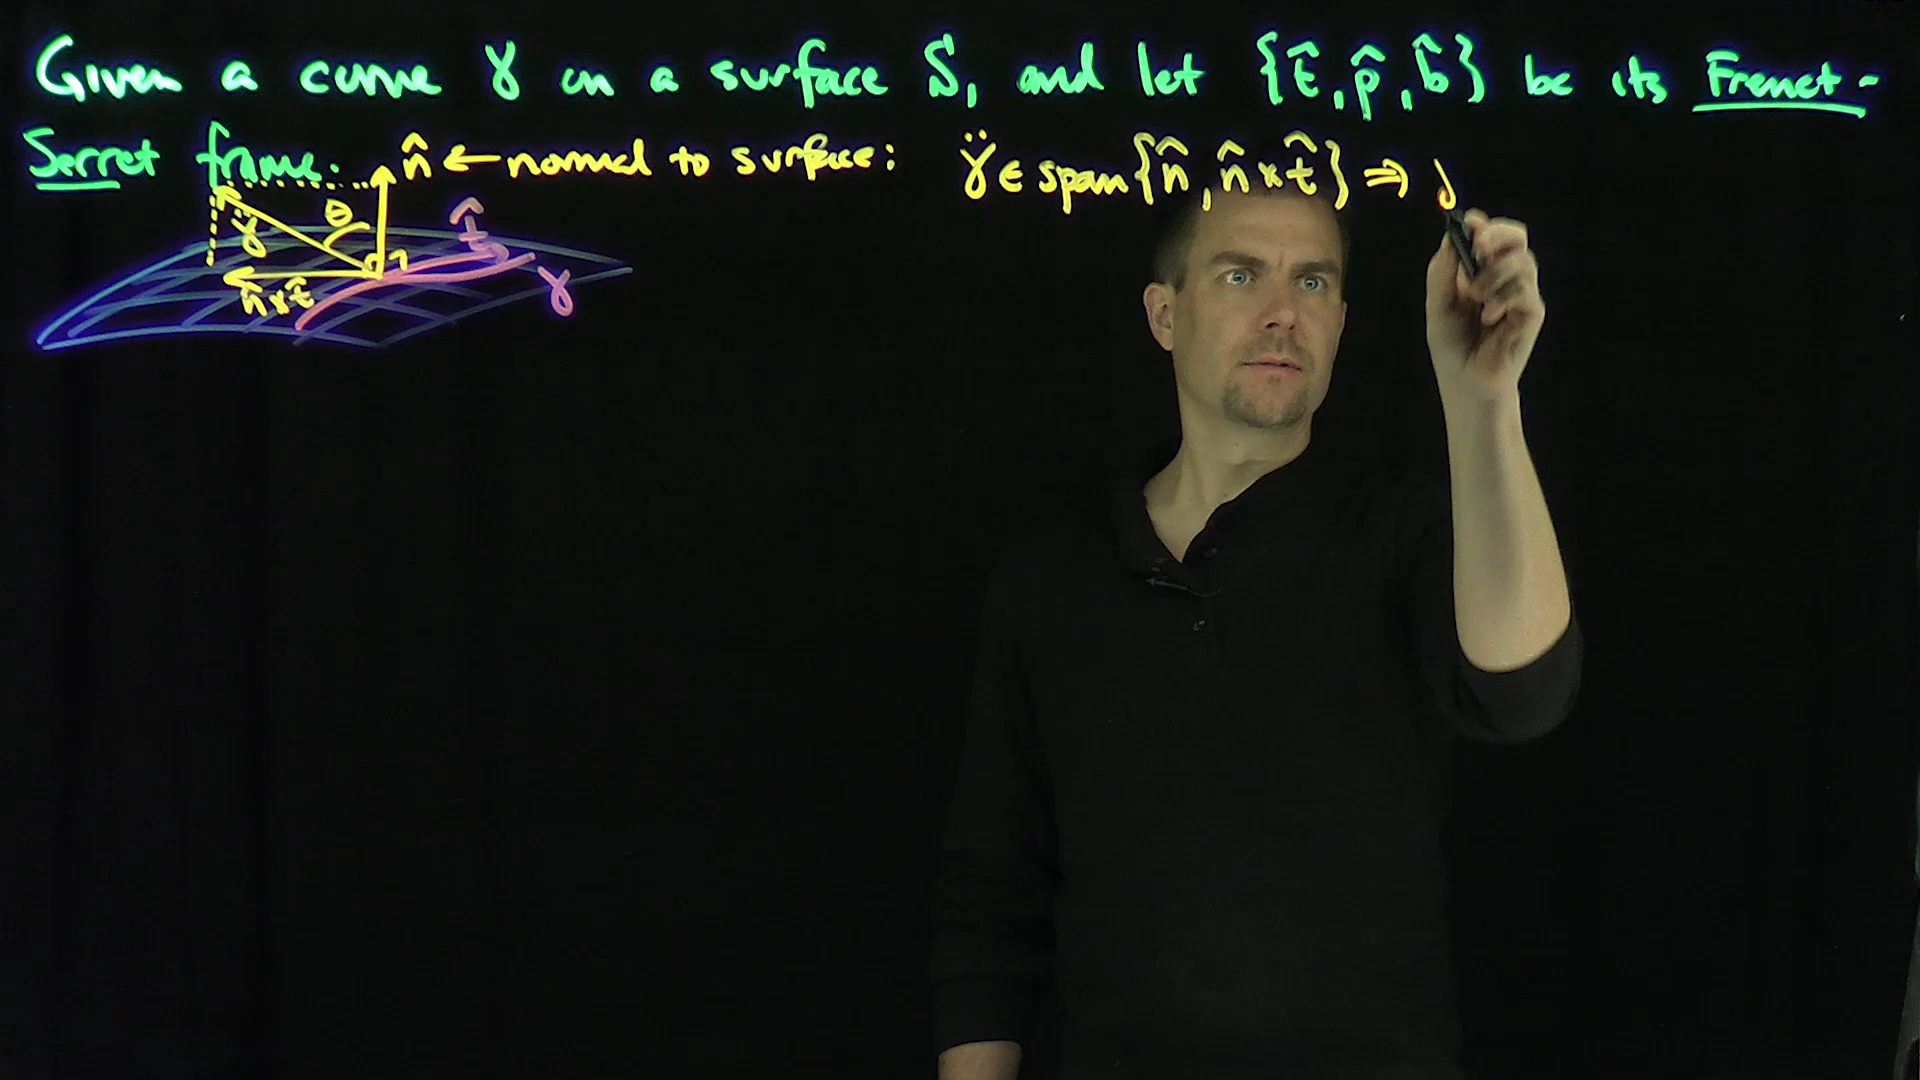 Given a curve γ on a surface S, and let {t̂, p̂, b̂} be its Frenet-
Serret frame. n̂ ← normal to surface: γ̈ ∈ span{n̂, n̂ × t̂} ⇒
θ
γ̈
t̂
n̂ × t̂
γ